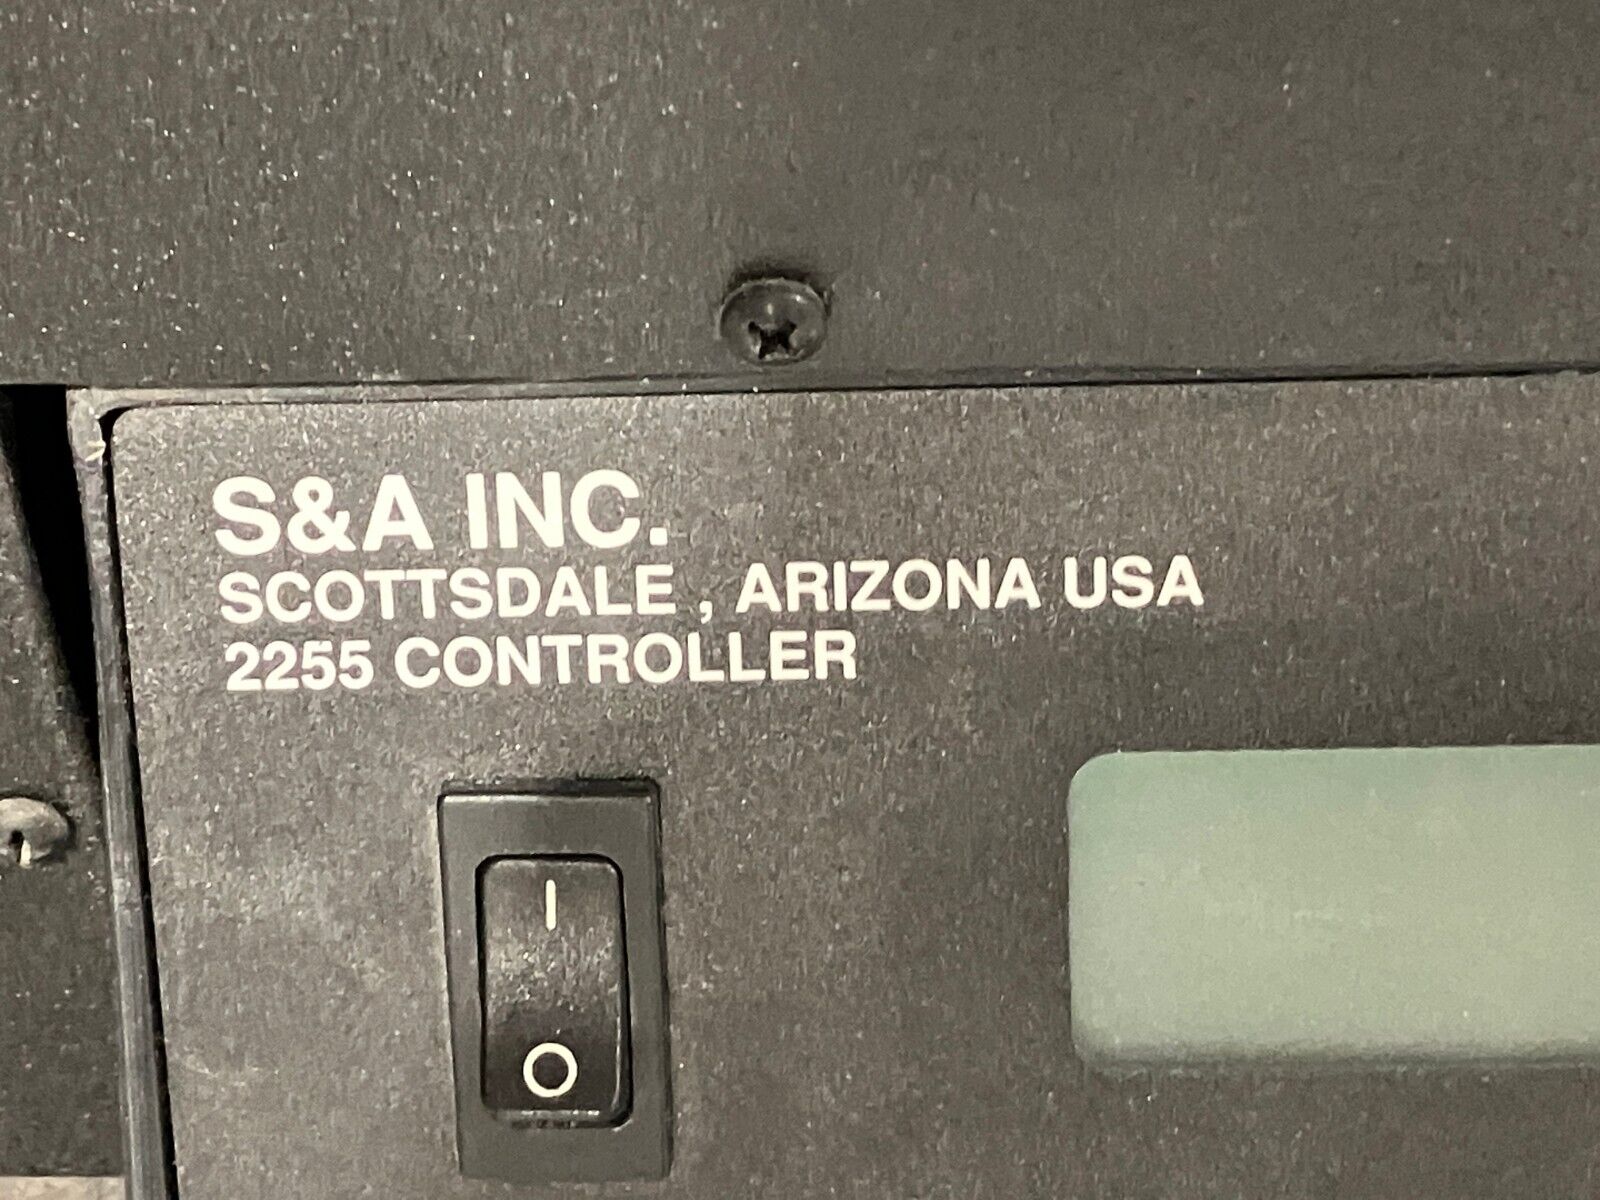 S&A INC.
SCOTTSDALE , ARIZONA USA
2255 CONTROLLER
I
O